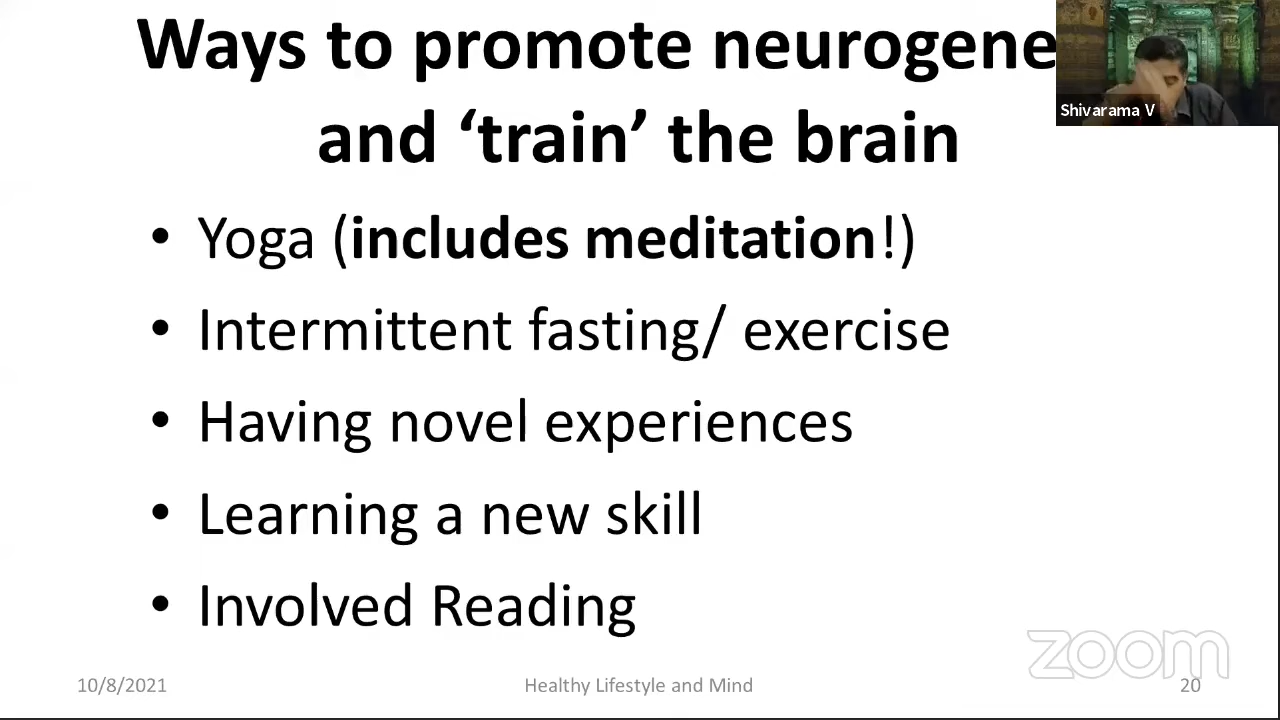 Ways to promote neurogene
and ‘train’ the brain
Shivarama V
• Yoga (includes meditation!)
• Intermittent fasting/ exercise
• Having novel experiences
• Learning a new skill
• Involved Reading
zoom
10/8/2021 Healthy Lifestyle and Mind 20